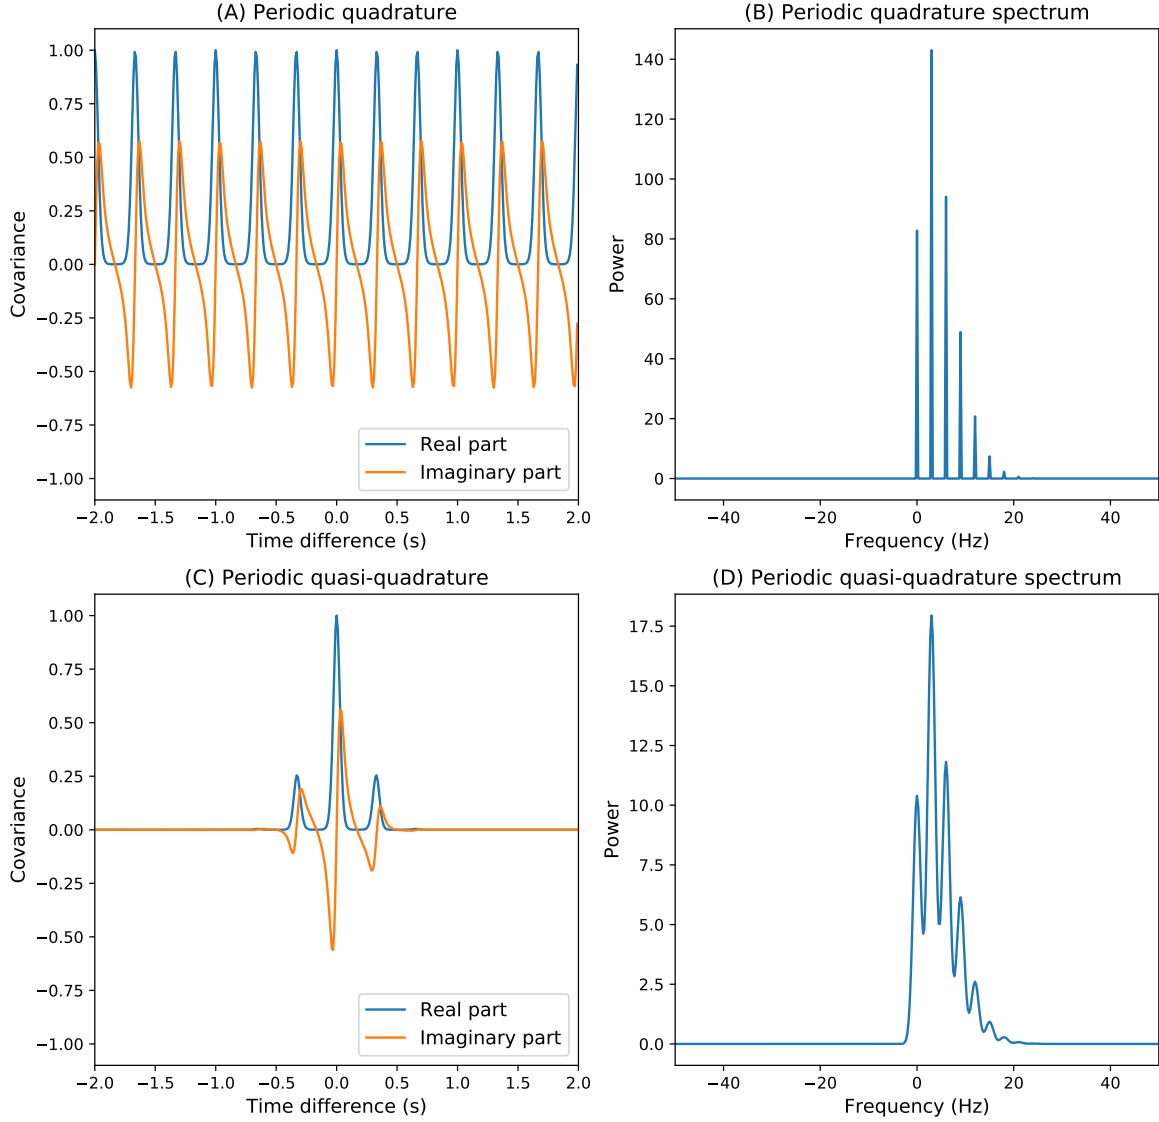 (A) Periodic quadrature
1.00
0.75
0.50
0.25
0.00
−0.25
−0.50
−0.75
−1.00
Covariance
Real part
Imaginary part
−2.0 −1.5 −1.0 −0.5 0.0 0.5 1.0 1.5 2.0
Time difference (s)
(B) Periodic quadrature spectrum
140
120
100
80
60
40
20
0
Power
−40 −20 0 20 40
Frequency (Hz)
(C) Periodic quasi-quadrature
1.00
0.75
0.50
0.25
0.00
−0.25
−0.50
−0.75
−1.00
Covariance
Real part
Imaginary part
−2.0 −1.5 −1.0 −0.5 0.0 0.5 1.0 1.5 2.0
Time difference (s)
(D) Periodic quasi-quadrature spectrum
17.5
15.0
12.5
10.0
7.5
5.0
2.5
0.0
Power
−40 −20 0 20 40
Frequency (Hz)